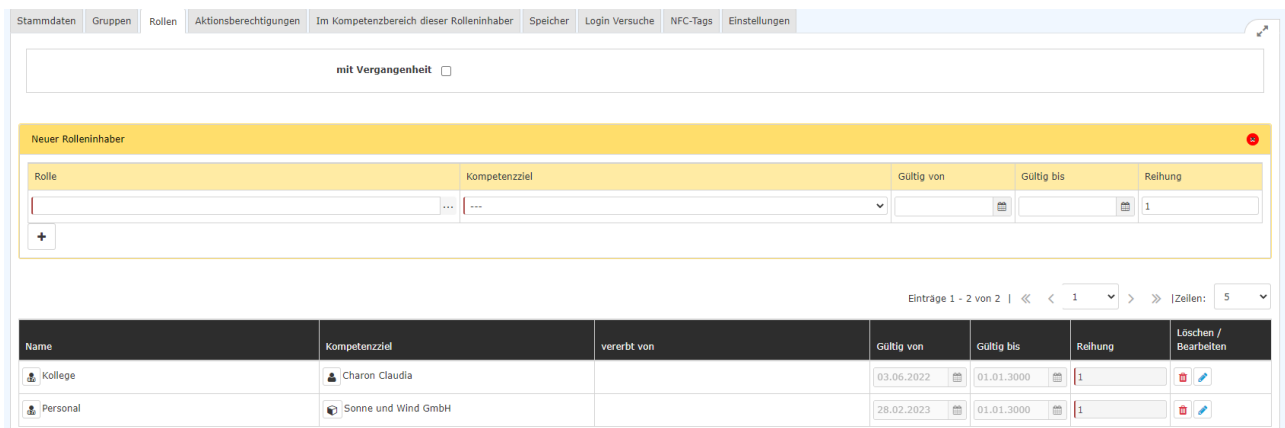 Stammdaten Gruppen Rollen Aktionsberechtigungen Im Kompetenzbereich dieser Rolleninhaber Speicher Login Versuche NFC-Tags Einstellungen
mit Vergangenheit
Neuer Rolleninhaber
Rolle Kompetenzziel Gültig von Gültig bis Reihung
... --- 1
+
Einträge 1 - 2 von 2 | « < 1 > » |Zeilen: 5
Name Kompetenzziel vererbt von Gültig von Gültig bis Reihung Löschen /
Bearbeiten
Kollege Charon Claudia 03.06.2022 01.01.3000 1
Personal Sonne und Wind GmbH 28.02.2023 01.01.3000 1